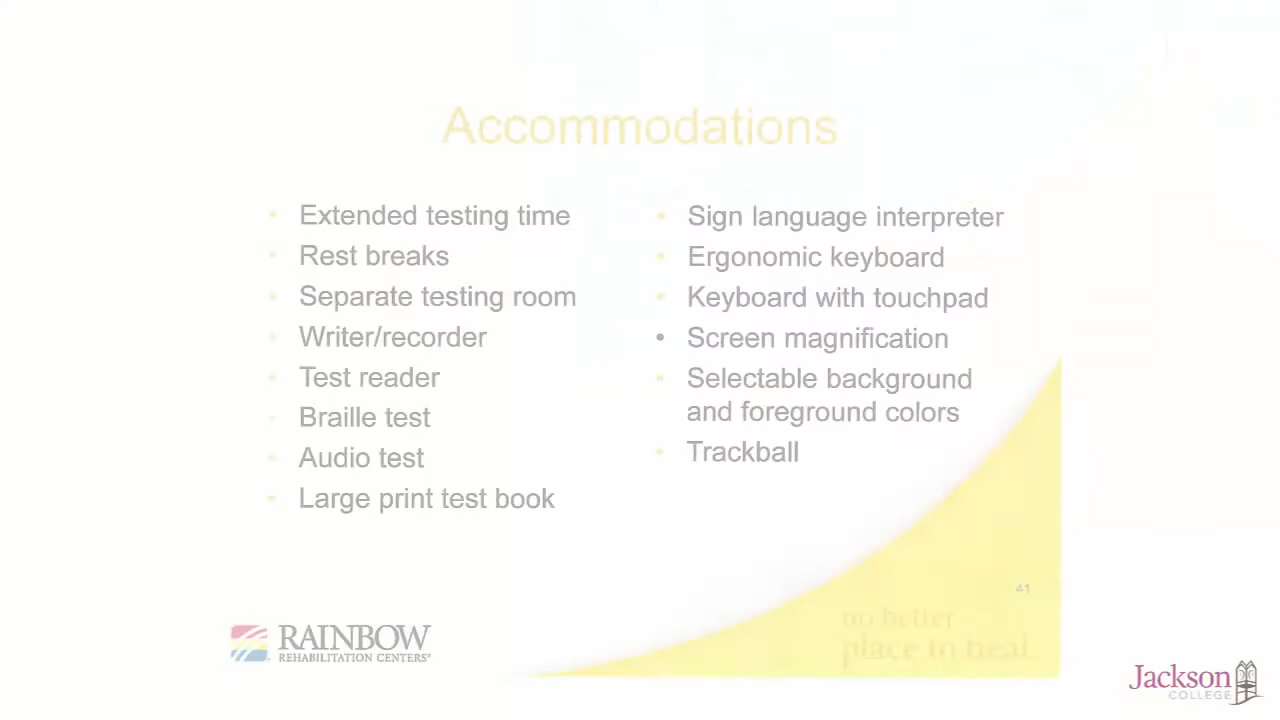 Accommodations
• Extended testing time
• Rest breaks
• Separate testing room
• Writer/recorder
• Test reader
• Braille test
• Audio test
• Large print test book
• Sign language interpreter
• Ergonomic keyboard
• Keyboard with touchpad
• Screen magnification
• Selectable background
and foreground colors
• Trackball
41
no better
place to heal
RAINBOW
REHABILITATION CENTERS®
Jackson
COLLEGE